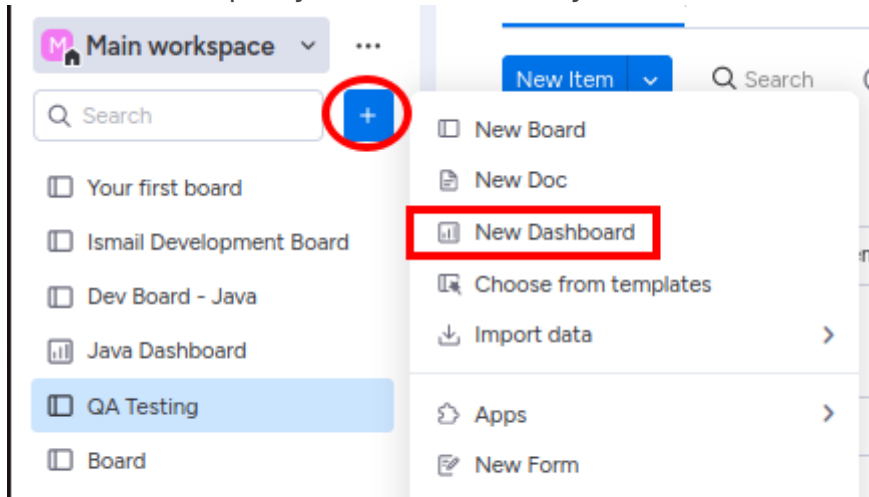 M Main workspace
Search
+
Your first board
Ismail Development Board
Dev Board - Java
Java Dashboard
QA Testing
Board
New Item
Search
New Board
New Doc
New Dashboard
Choose from templates
Import data
Apps
New Form